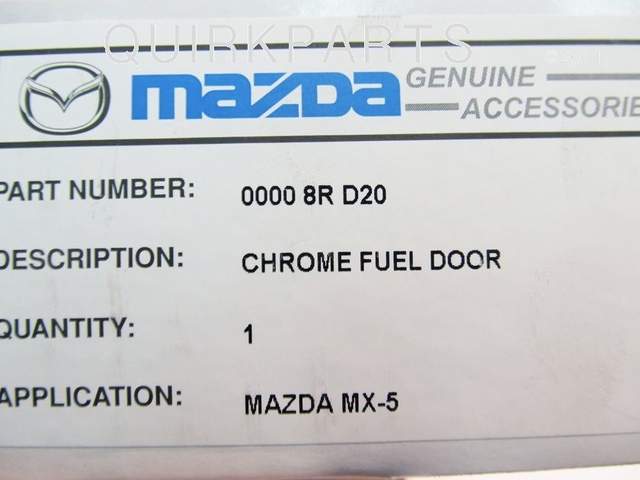 QUIRKPARTS
© 2011
mazda GENUINE
ACCESSORIE
PART NUMBER: 0000 8R D20
DESCRIPTION: CHROME FUEL DOOR
QUANTITY: 1
APPLICATION: MAZDA MX-5